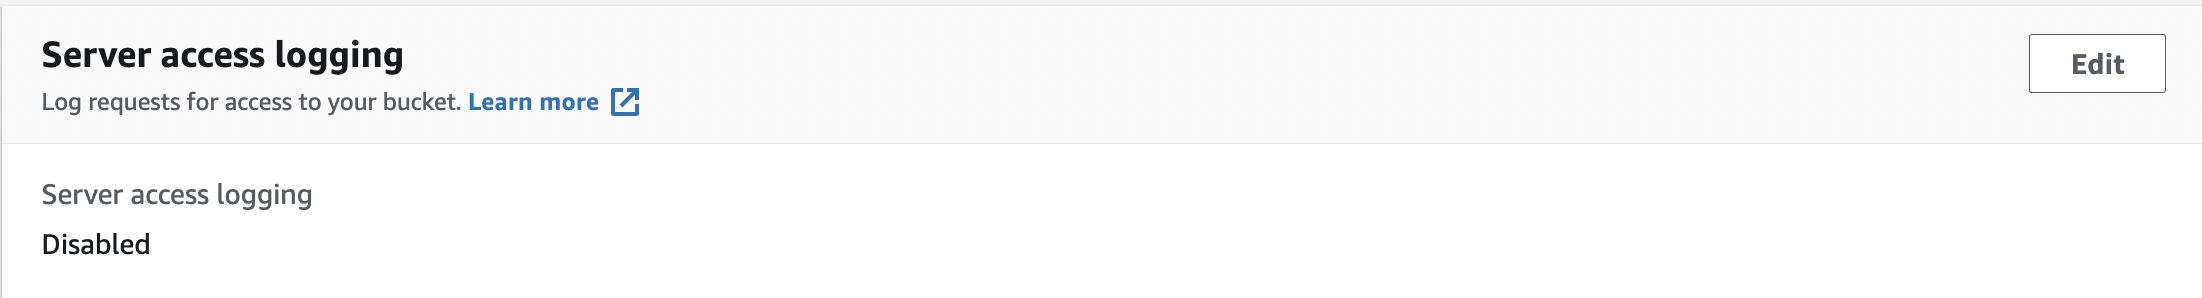 Server access logging
Edit
Log requests for access to your bucket. Learn more
Server access logging
Disabled